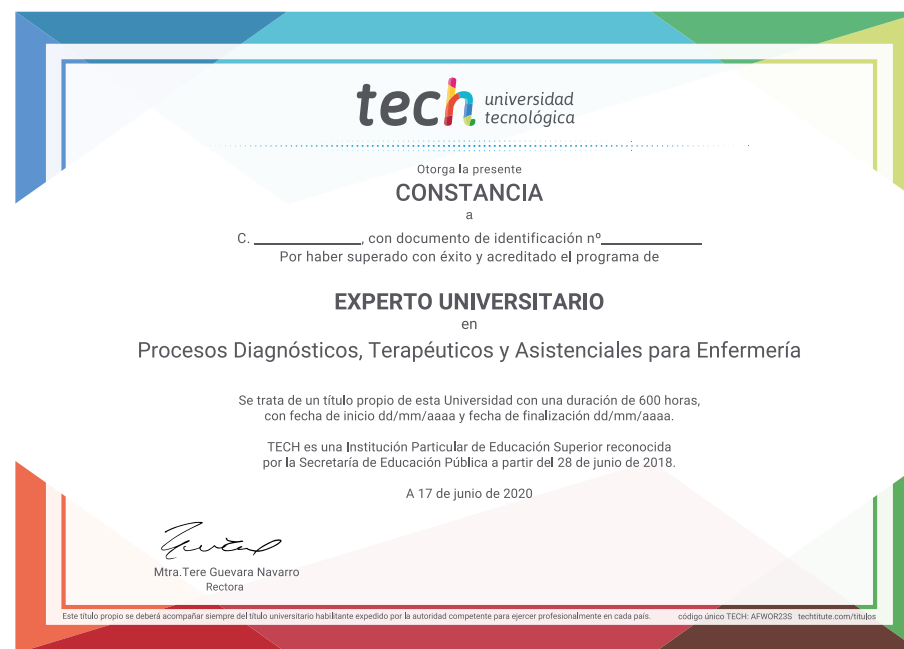 tech universidad
tecnológica
Otorga la presente
CONSTANCIA
a
C. ____________, con documento de identificación nº____________
Por haber superado con éxito y acreditado el programa de
EXPERTO UNIVERSITARIO
en
Procesos Diagnósticos, Terapéuticos y Asistenciales para Enfermería
Se trata de un título propio de esta Universidad con una duración de 600 horas,
con fecha de inicio dd/mm/aaaa y fecha de finalización dd/mm/aaaa.
TECH es una Institución Particular de Educación Superior reconocida
por la Secretaría de Educación Pública a partir del 28 de junio de 2018.
A 17 de junio de 2020
Mtra.Tere Guevara Navarro
Rectora
Este título propio se deberá acompañar siempre del título universitario habilitante expedido por la autoridad competente para ejercer profesionalmente en cada país. código único TECH: AFWOR23S techtitute.com/titulos